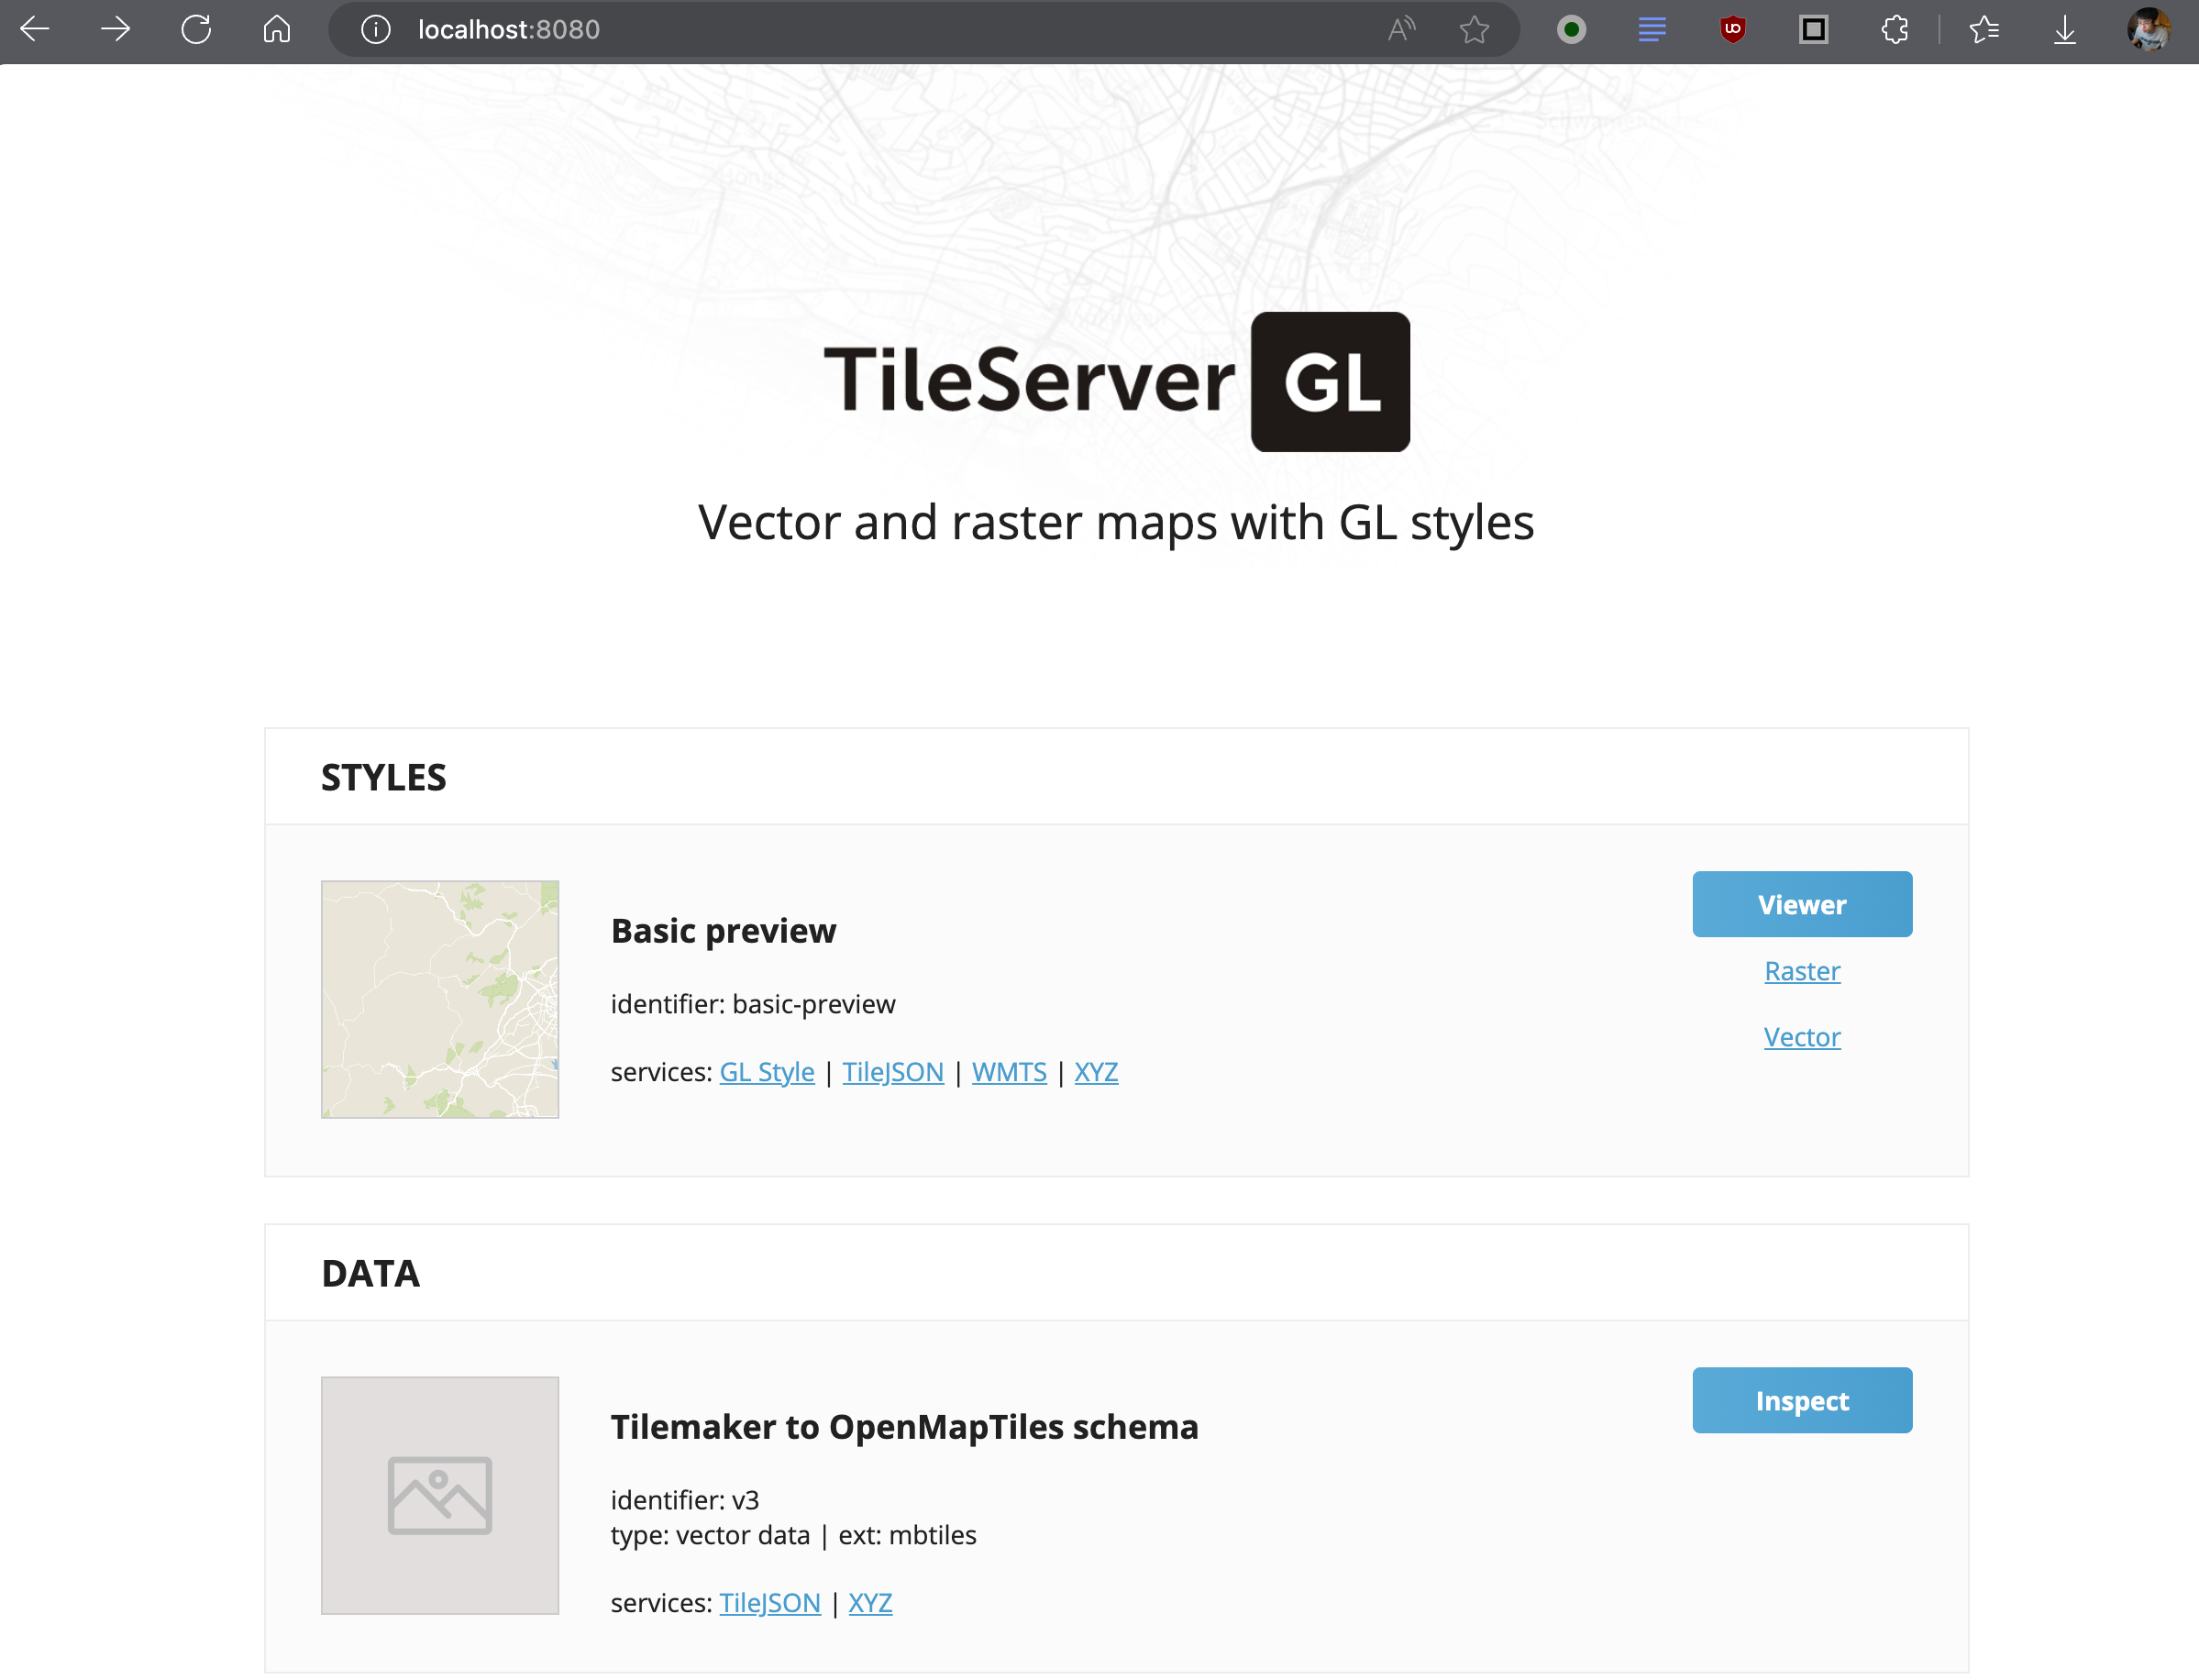 localhost:8080
TileServer GL
Vector and raster maps with GL styles
STYLES
Viewer
Basic preview
Raster
identifier: basic-preview
Vector
services: GL Style | TileJSON | WMTS | XYZ
DATA
Inspect
Tilemaker to OpenMapTiles schema
identifier: v3
type: vector data | ext: mbtiles
services: TileJSON | XYZ